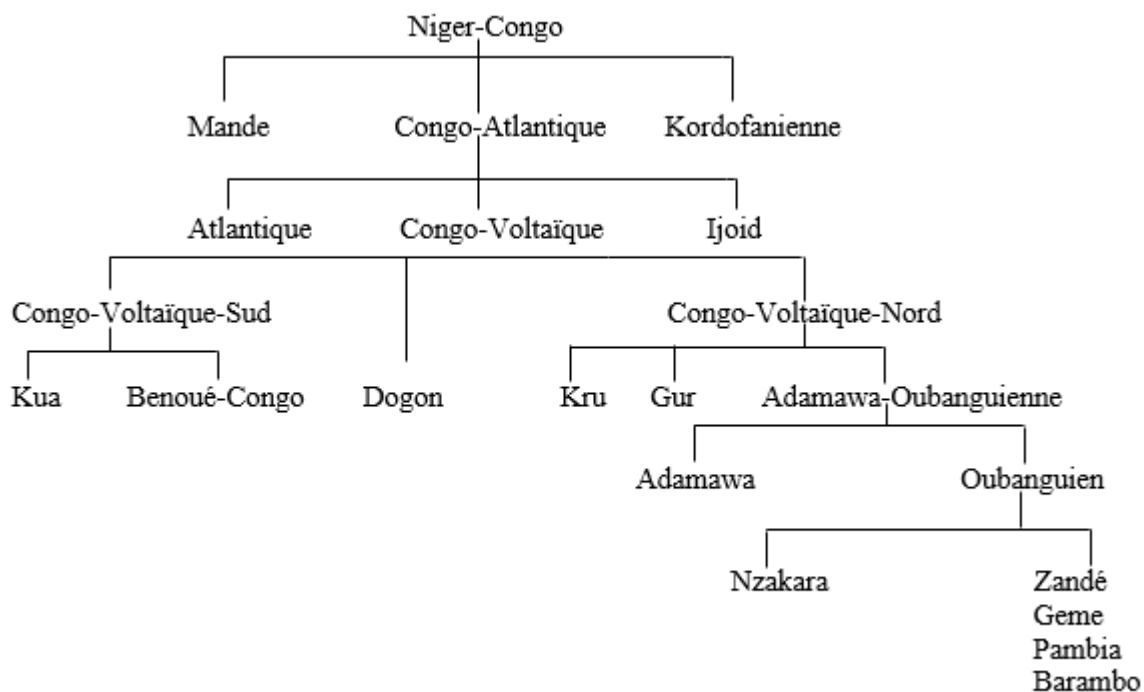 Niger-Congo
Mande Congo-Atlantique Kordofanienne
Atlantique Congo-Voltaïque Ijoid
Congo-Voltaïque-Sud Congo-Voltaïque-Nord
Kua Benoué-Congo Dogon Kru Gur Adamawa-Oubanguienne
Adamawa Oubanguien
Nzakara Zandé
Geme
Pambia
Barambo